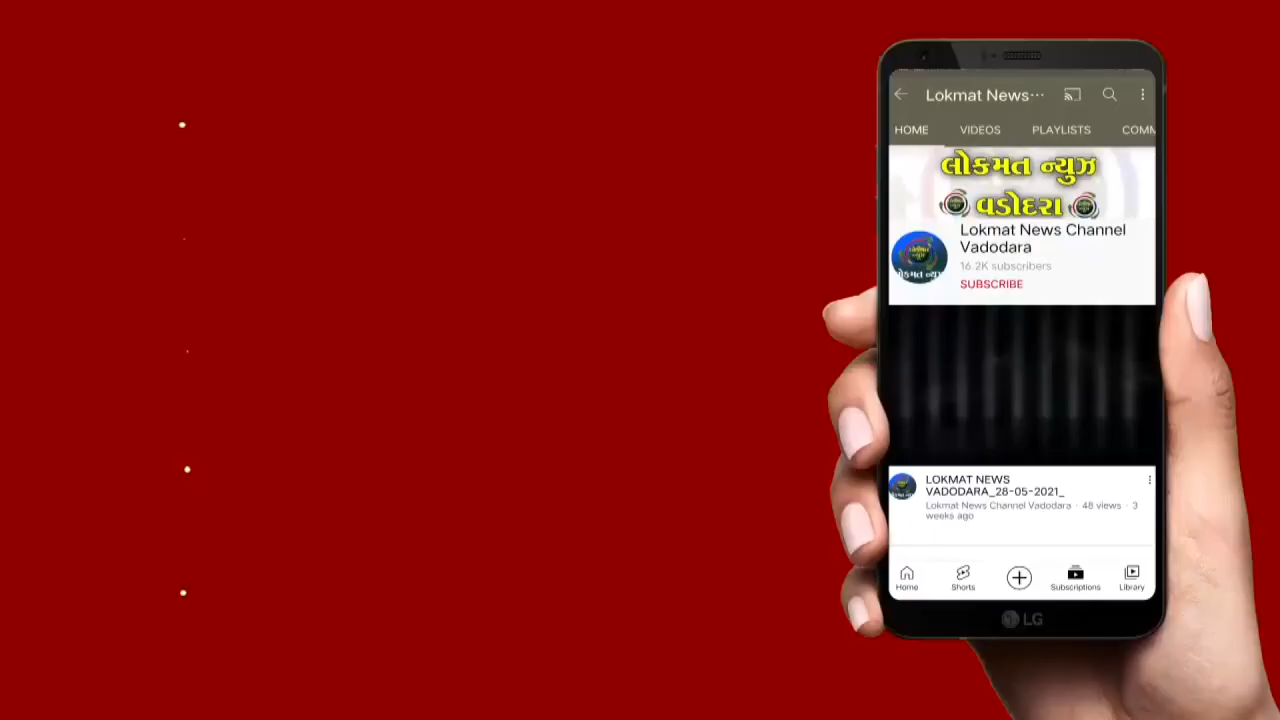 Lokmat News...
HOME VIDEOS PLAYLISTS COMM
લોકમત ન્યુઝ
વડોદરા
Lokmat News Channel
Vadodara
16.2K subscribers
SUBSCRIBE
LOKMAT NEWS
VADODARA_28-05-2021_
Lokmat News Channel Vadodara · 48 views · 3
weeks ago
Home Shorts Subscriptions Library
LG